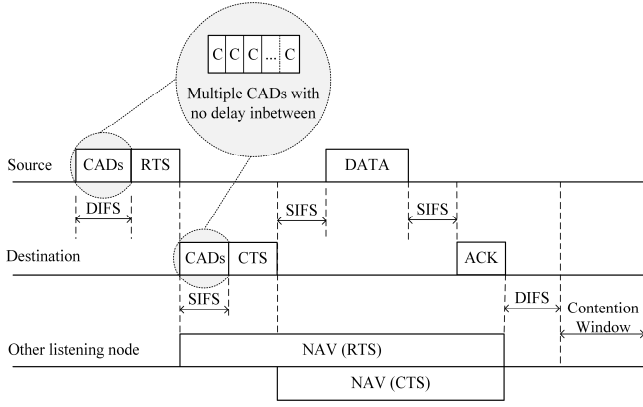 C C C ... C
Multiple CADs with
no delay inbetween
Source
CADs
RTS
DATA
DIFS
SIFS
SIFS
Destination
CADs
CTS
ACK
SIFS
DIFS
Contention
Window
Other listening node
NAV (RTS)
NAV (CTS)